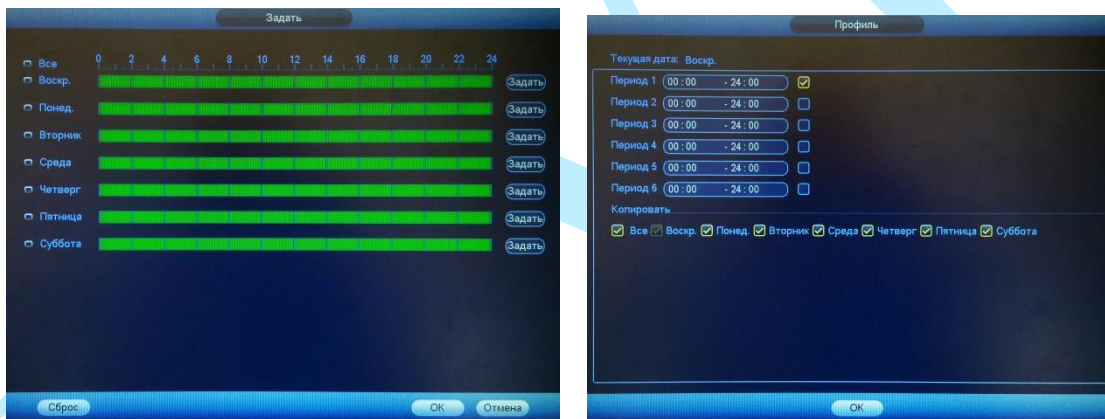 Задать
Все
0 2 4 6 8 10 12 14 16 18 20 22 24
Воскр. Задать
Понед. Задать
Вторник Задать
Среда Задать
Четверг Задать
Пятница Задать
Суббота Задать
Сброс OK Отмена
Профиль
Текущая дата: Воскр.
Период 1 00:00 - 24:00
Период 2 00:00 - 24:00
Период 3 00:00 - 24:00
Период 4 00:00 - 24:00
Период 5 00:00 - 24:00
Период 6 00:00 - 24:00
Копировать
Все Воскр. Понед. Вторник Среда Четверг Пятница Суббота
OK